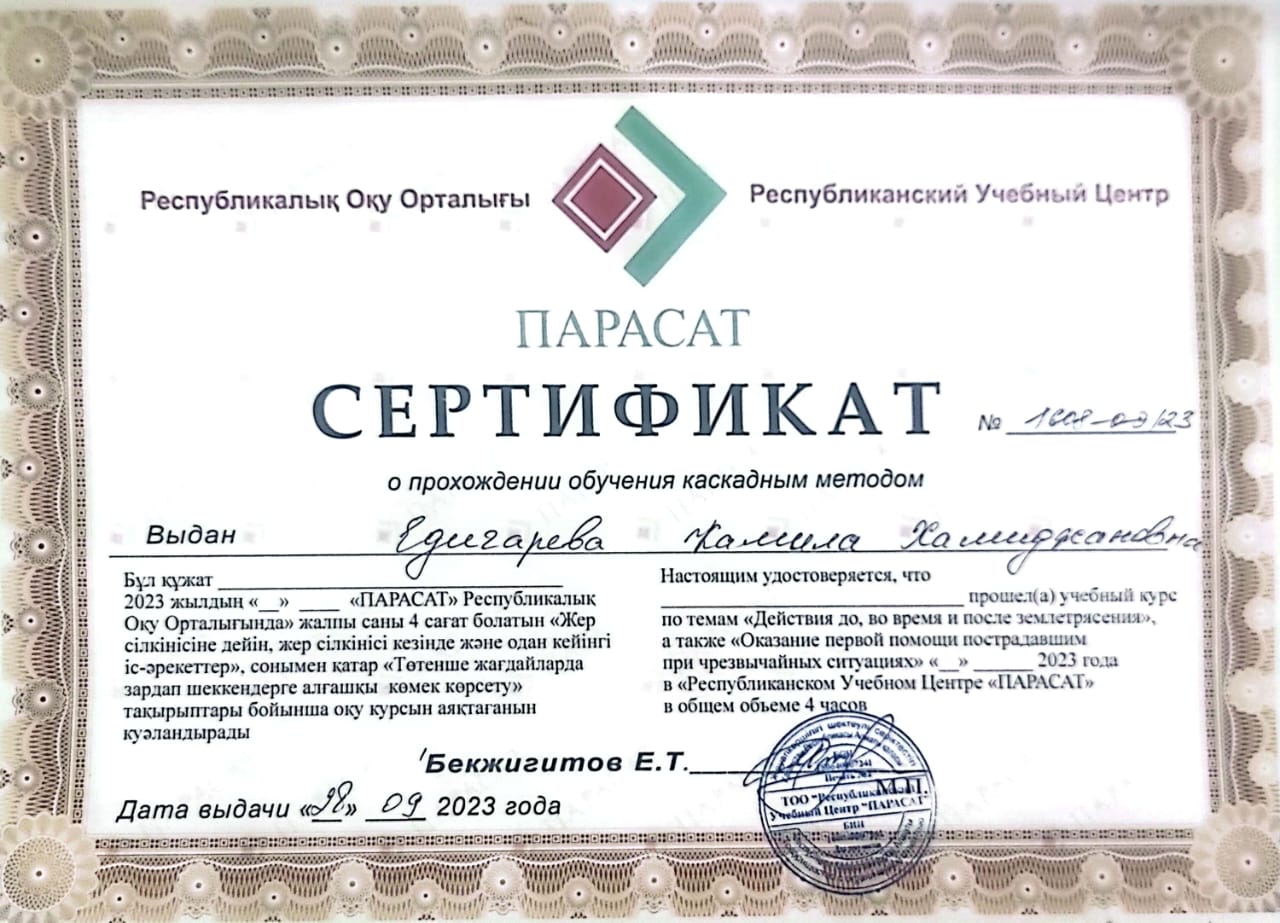 Республикалық Оқу Орталығы
Республиканский Учебный Центр
ПАРАСАТ
СЕРТИФИКАТ
№ 1608-09/23
о прохождении обучения каскадным методом
Выдан Едигарева Камила Хамиджановна
Бұл құжат
2023 жылдың «__» ____ «ПАРАСАТ» Республикалық
Оқу Орталығында» жалпы саны 4 сағат болатын «Жер
сілкінісіне дейін, жер сілкінісі кезінде және одан кейінгі
іс-әрекеттер», сонымен қатар «Төтенше жағдайларда
зардап шеккендерге алғашқы көмек көрсету»
тақырыптары бойынша оқу курсын аяқтағанын
куәландырады
Настоящим удостоверяется, что
прошел(а) учебный курс
по темам «Действия до, во время и после землетрясения»,
а также «Оказание первой помощи пострадавшим
при чрезвычайных ситуациях» «__» ______ 2023 года
в «Республиканском Учебном Центре «ПАРАСАТ»
в общем объеме 4 часов
Бекжигитов Е.Т.
М.П.
Дата выдачи «28» 09 2023 года
Печать №2
ТОО "Республиканский
Учебный Центр "ПАРАСАТ"
БИН